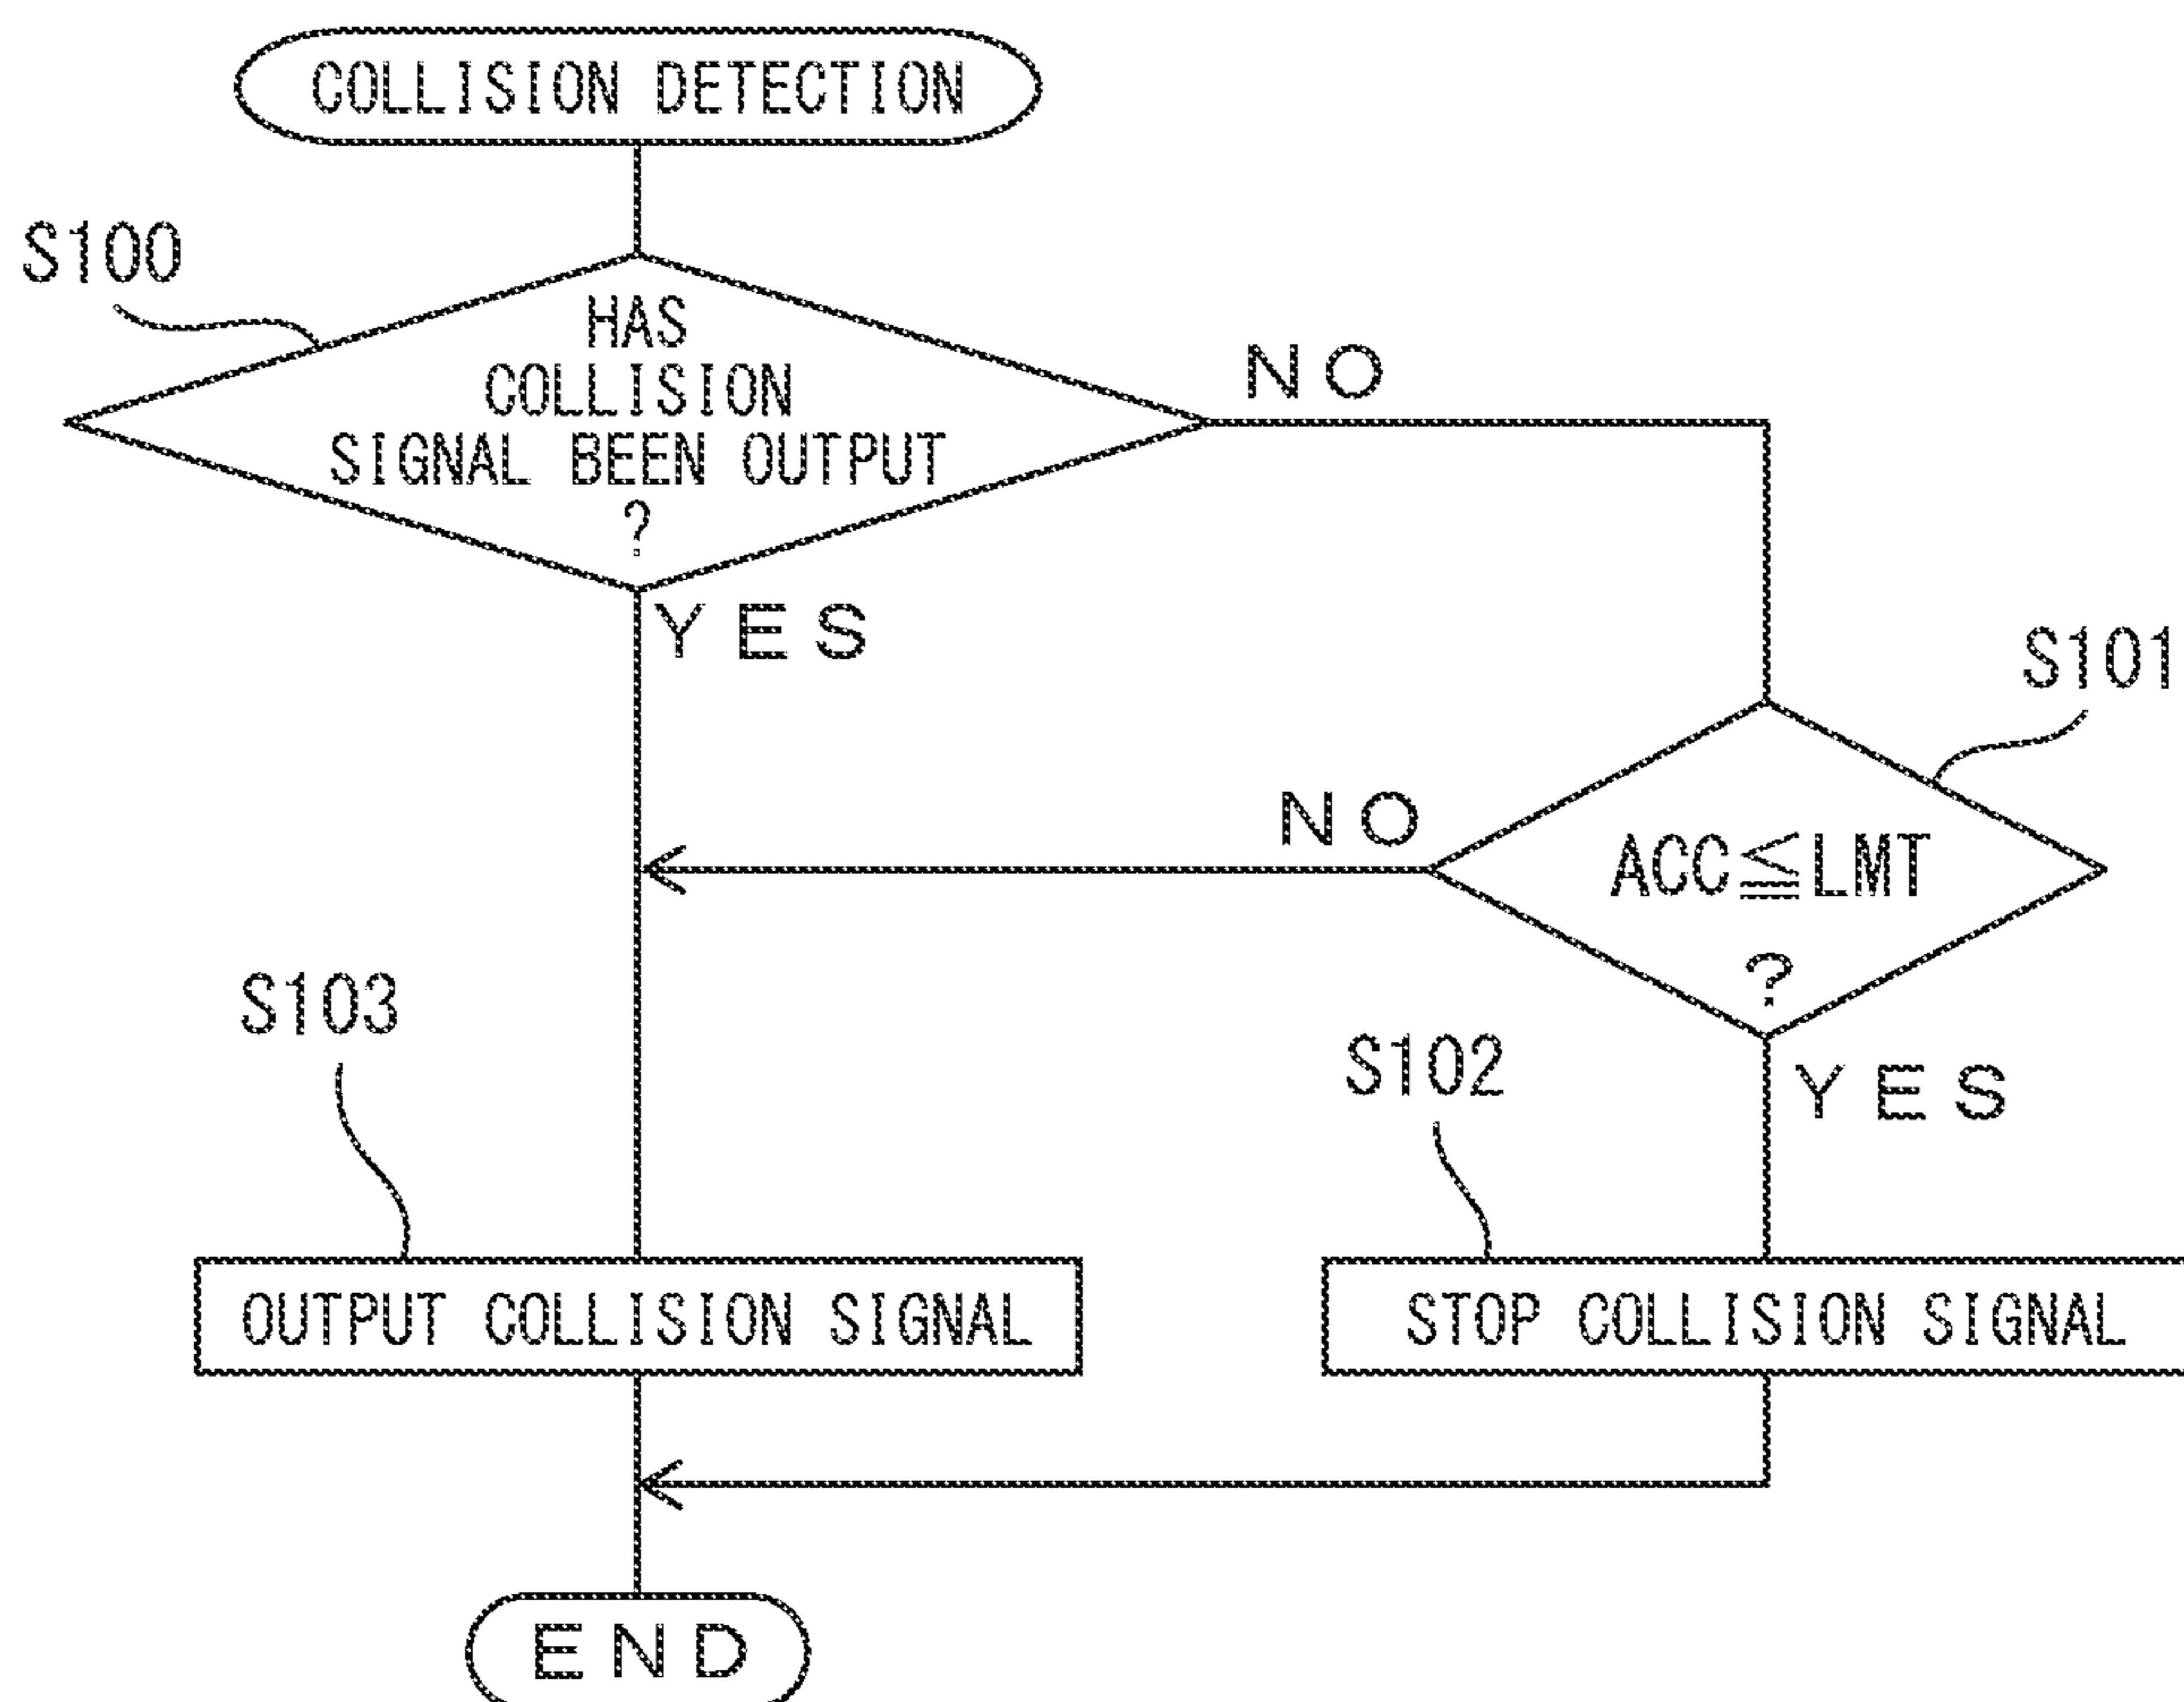 COLLISION DETECTION
S100
HAS
COLLISION
SIGNAL BEEN OUTPUT
?
NO
YES
S101
NO
ACC≦LMT
?
S103
S102
YES
OUTPUT COLLISION SIGNAL
STOP COLLISION SIGNAL
END